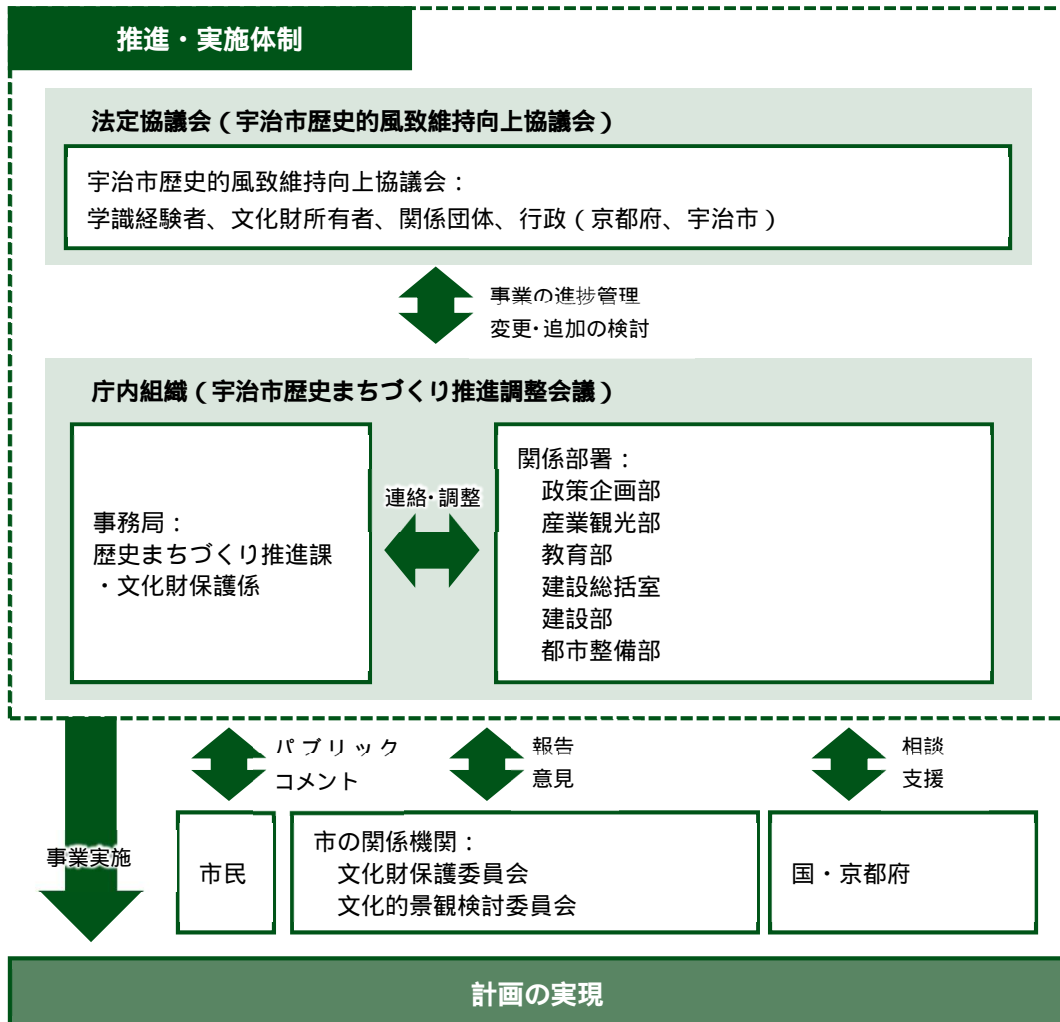 推進・実施体制
法定協議会（宇治市歴史的風致維持向上協議会）
宇治市歴史的風致維持向上協議会：
学識経験者、文化財所有者、関係団体、行政（京都府、宇治市）
事業の進捗管理
変更・追加の検討
庁内組織（宇治市歴史まちづくり推進調整会議）
事務局：
歴史まちづくり推進課
・文化財保護係
連絡・調整
関係部署：
政策企画部
産業観光部
教育部
建設総括室
建設部
都市整備部
事業実施
パブリック
コメント
報告
意見
相談
支援
市民
市の関係機関：
文化財保護委員会
文化的景観検討委員会
国・京都府
計画の実現